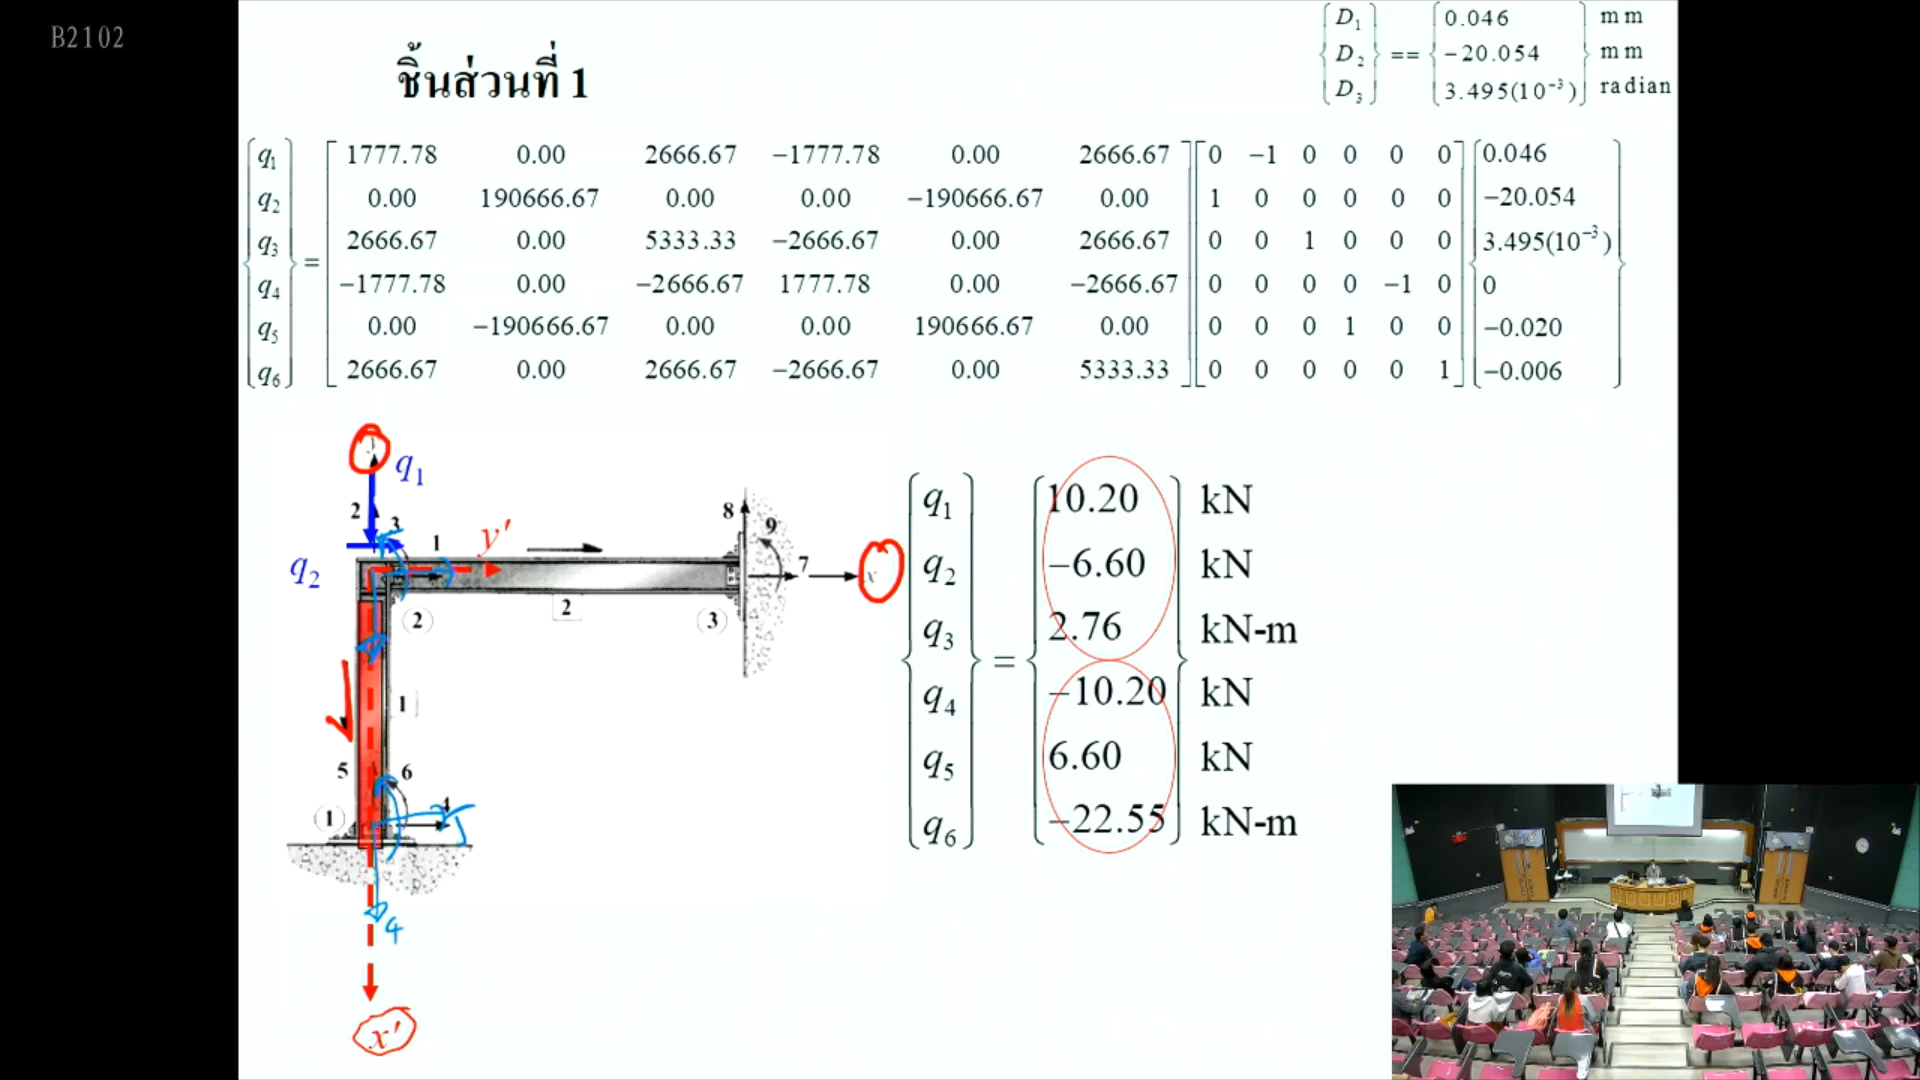 B2102
ชิ้นส่วนที่ 1
D1 0.046 mm
D2 == −20.054 mm
D3 3.495(10−3) radian
q1 1777.78 0.00 2666.67 −1777.78 0.00 2666.67 0 −1 0 0 0 0 0.046
q2 0.00 190666.67 0.00 0.00 −190666.67 0.00 1 0 0 0 0 0 −20.054
q3 2666.67 0.00 5333.33 −2666.67 0.00 2666.67 0 0 1 0 0 0 3.495(10−3)
=
q4 −1777.78 0.00 −2666.67 1777.78 0.00 −2666.67 0 0 0 0 −1 0 0
q5 0.00 −190666.67 0.00 0.00 190666.67 0.00 0 0 0 1 0 0 −0.020
q6 2666.67 0.00 2666.67 −2666.67 0.00 5333.33 0 0 0 0 0 1 −0.006
q1
2 3 1 y′ 8 9
q2 7 x
2 2 3
1
5 6
1 4
4
x′
q1 10.20 kN
q2 −6.60 kN
q3 2.76 kN-m
=
q4 −10.20 kN
q5 6.60 kN
q6 −22.55 kN-m